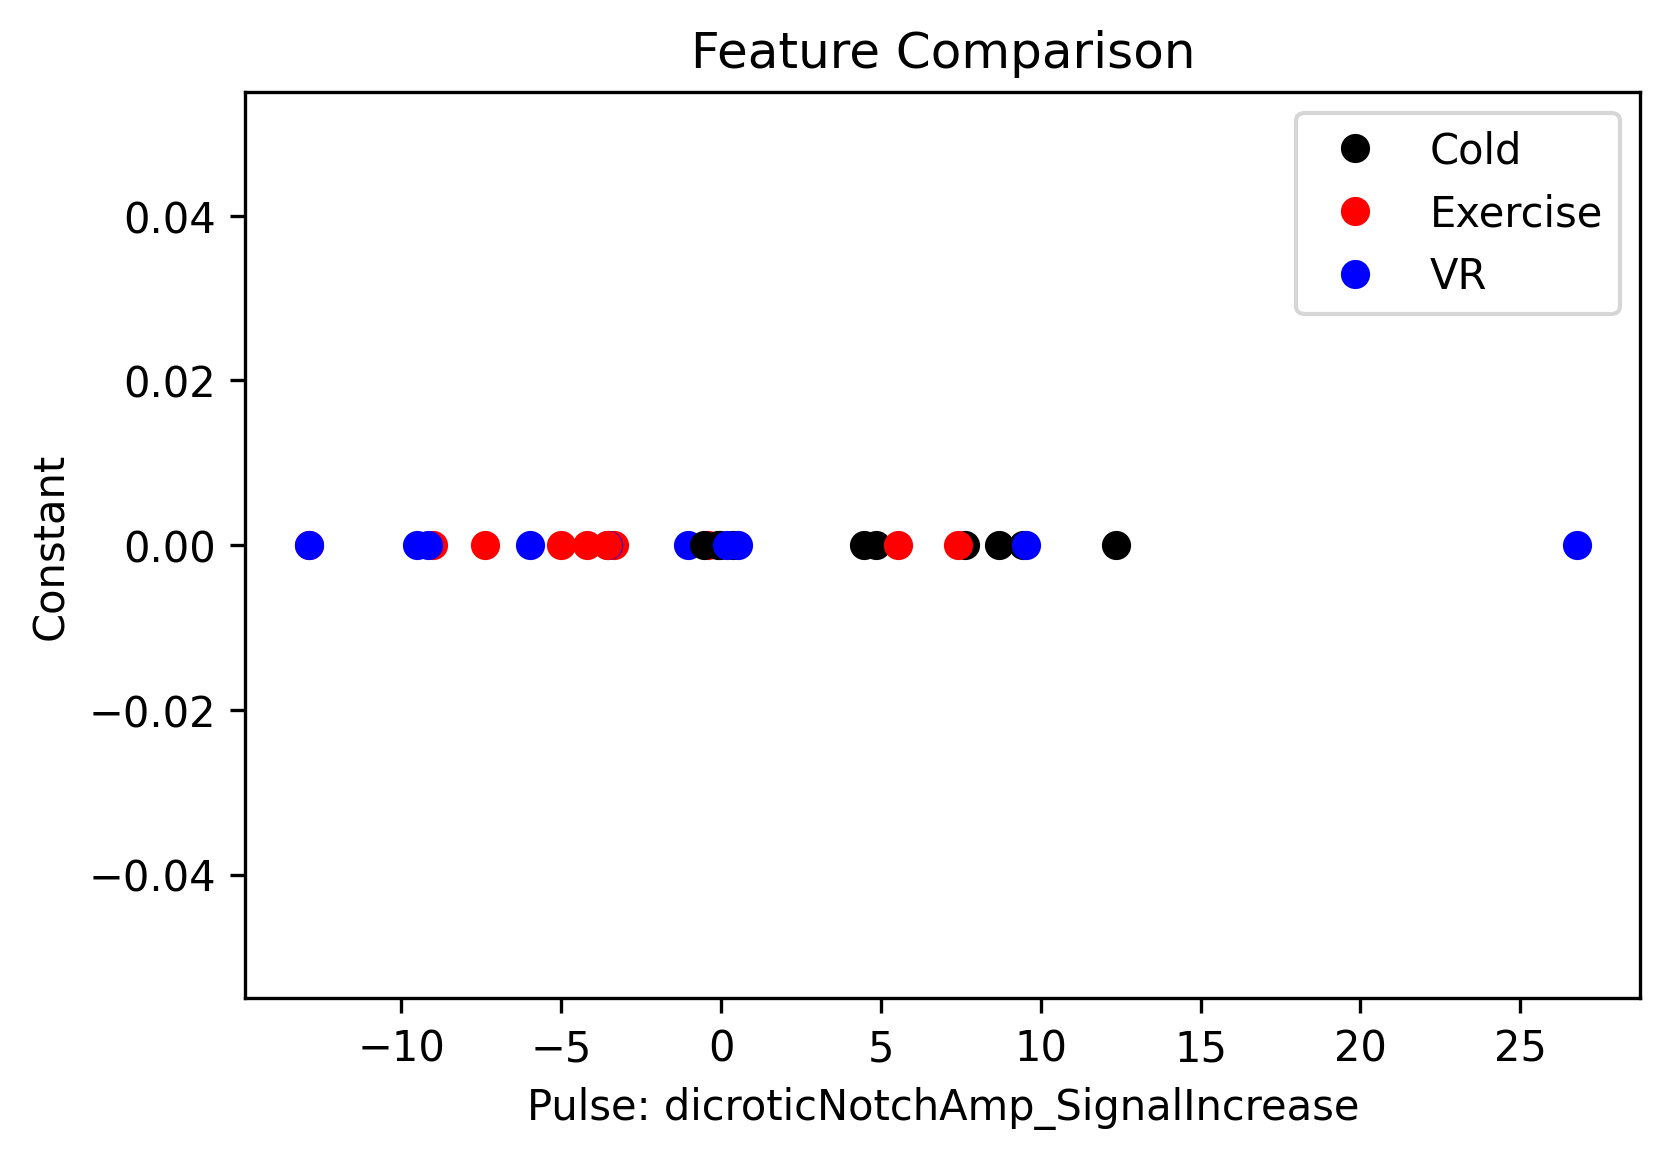 Feature Comparison
Cold
Exercise
VR
0.04
0.02
0.00
−0.02
−0.04
Constant
−10 −5 0 5 10 15 20 25
Pulse: dicroticNotchAmp_SignalIncrease